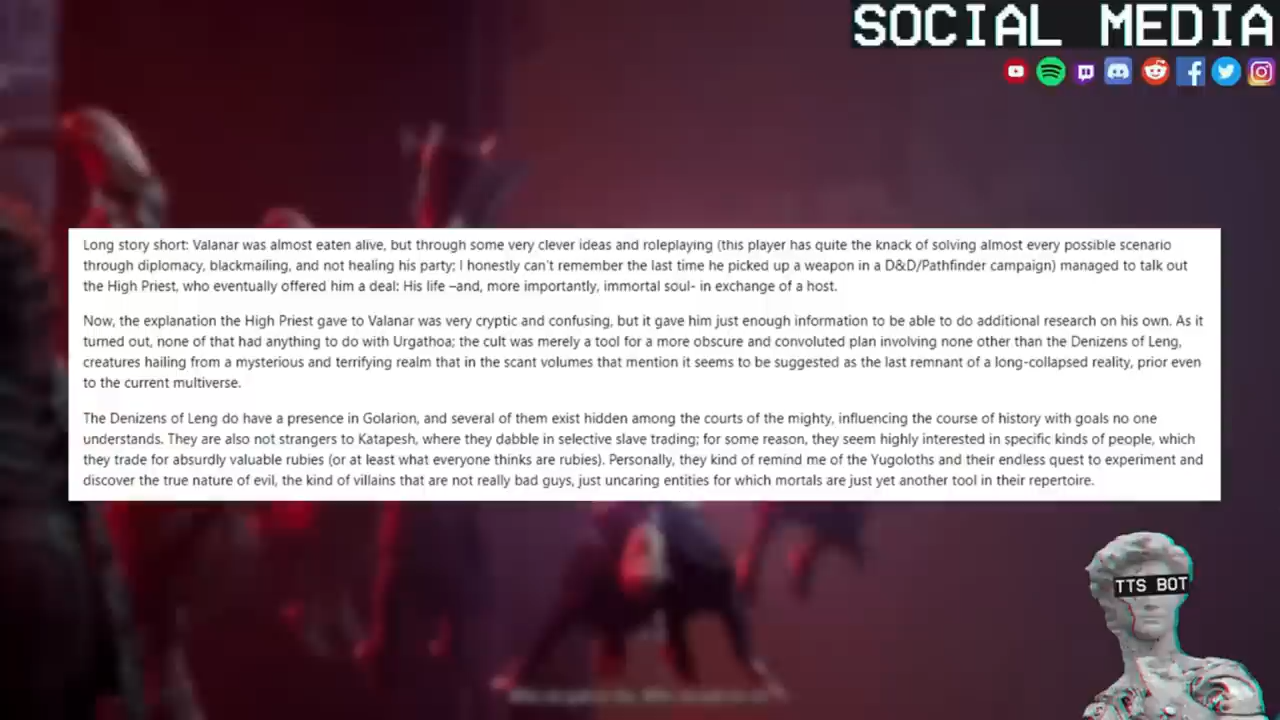 SOCIAL MEDIA
Long story short: Valanar was almost eaten alive, but through some very clever ideas and roleplaying (this player has quite the knack of solving almost every possible scenario
through diplomacy, blackmailing, and not healing his party; I honestly can't remember the last time he picked up a weapon in a D&D/Pathfinder campaign) managed to talk out
the High Priest, who eventually offered him a deal: His life –and, more importantly, immortal soul- in exchange of a host.
Now, the explanation the High Priest gave to Valanar was very cryptic and confusing, but it gave him just enough information to be able to do additional research on his own. As it
turned out, none of that had anything to do with Urgathoa; the cult was merely a tool for a more obscure and convoluted plan involving none other than the Denizens of Leng,
creatures hailing from a mysterious and terrifying realm that in the scant volumes that mention it seems to be suggested as the last remnant of a long-collapsed reality, prior even
to the current multiverse.
The Denizens of Leng do have a presence in Golarion, and several of them exist hidden among the courts of the mighty, influencing the course of history with goals no one
understands. They are also not strangers to Katapesh, where they dabble in selective slave trading; for some reason, they seem highly interested in specific kinds of people, which
they trade for absurdly valuable rubies (or at least what everyone thinks are rubies). Personally, they kind of remind me of the Yugoloths and their endless quest to experiment and
discover the true nature of evil, the kind of villains that are not really bad guys, just uncaring entities for which mortals are just yet another tool in their repertoire.
TTS BOT